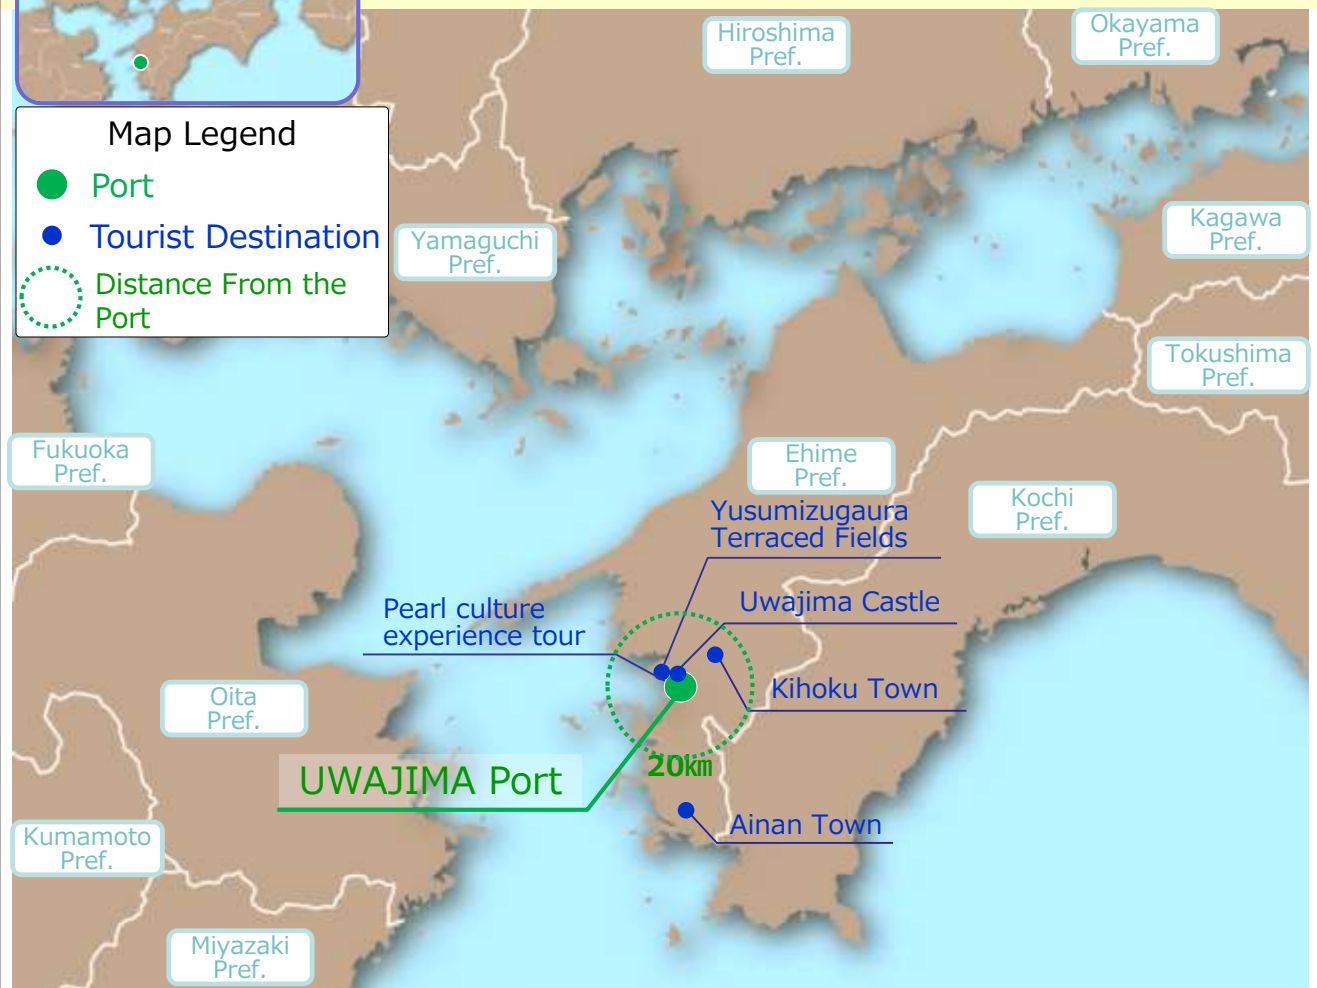 Hiroshima
Pref.
Okayama
Pref.
Map Legend
Port
Tourist Destination
Distance From the
Port
Yamaguchi
Pref.
Kagawa
Pref.
Tokushima
Pref.
Fukuoka
Pref.
Ehime
Pref.
Kochi
Pref.
Yusumizugaura
Terraced Fields
Uwajima Castle
Pearl culture
experience tour
Kihoku Town
Oita
Pref.
UWAJIMA Port
20km
Ainan Town
Kumamoto
Pref.
Miyazaki
Pref.